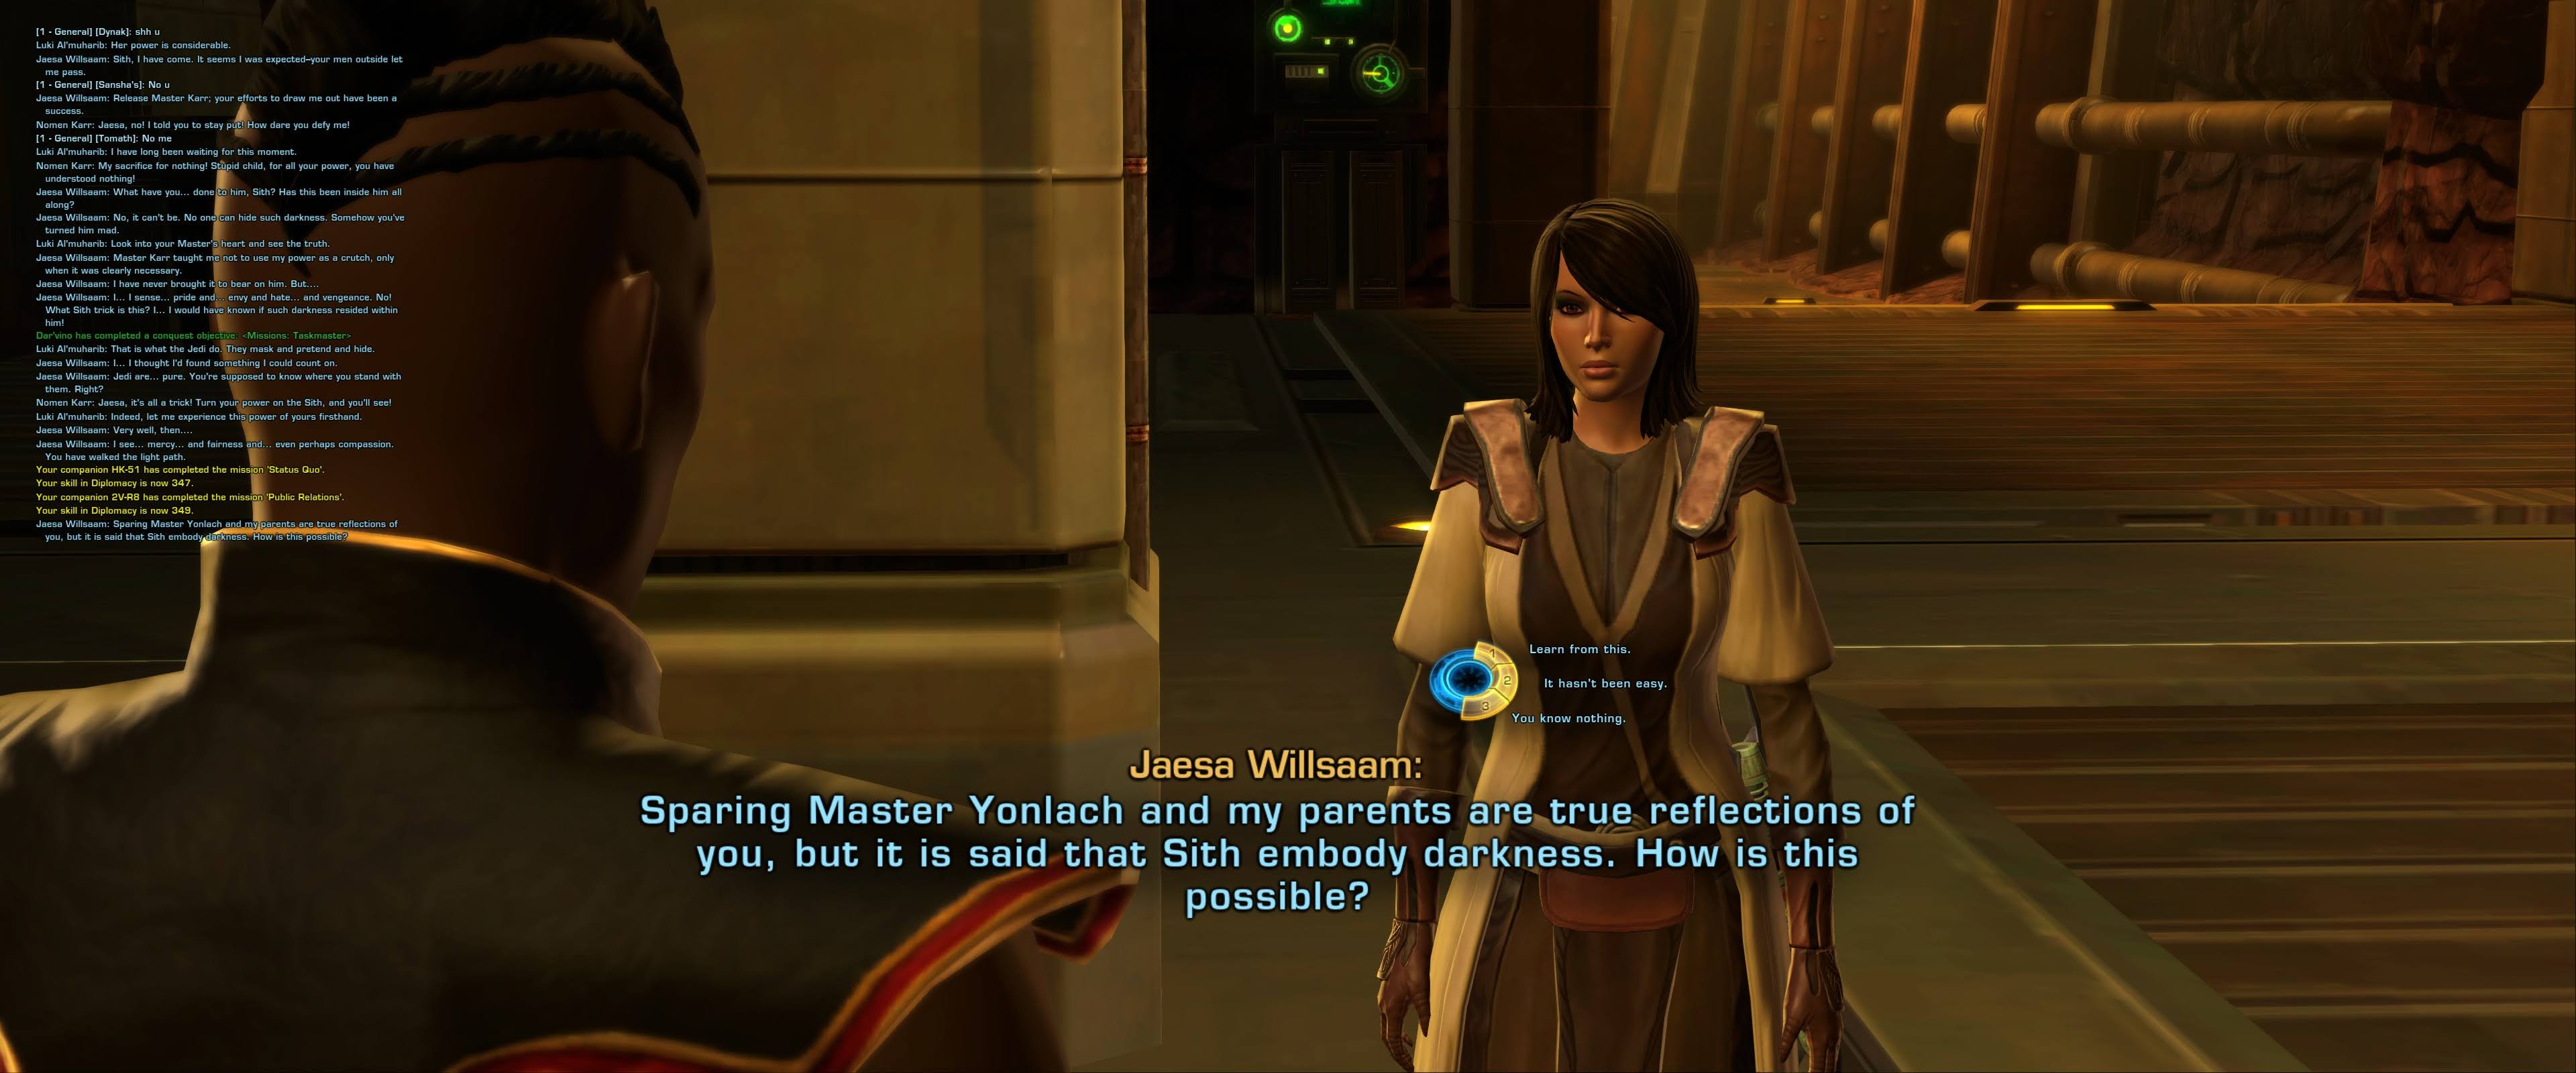 [1 - General] [Dynak]: shh u
Luki Al'muharib: Her power is considerable.
Jaesa Willsaam: Sith, I have come. It seems I was expected–your men outside let
me pass.
[1 - General] [Sansha's]: No u
Jaesa Willsaam: Release Master Karr; your efforts to draw me out have been a
success.
Nomen Karr: Jaesa, no! I told you to stay put! How dare you defy me!
[1 - General] [Tomath]: No me
Luki Al'muharib: I have long been waiting for this moment.
Nomen Karr: My sacrifice for nothing! Stupid child, for all your power, you have
understood nothing!
Jaesa Willsaam: What have you... done to him, Sith? Has this been inside him all
along?
Jaesa Willsaam: No, it can't be. No one can hide such darkness. Somehow you've
turned him mad.
Luki Al'muharib: Look into your Master's heart and see the truth.
Jaesa Willsaam: Master Karr taught me not to use my power as a crutch, only
when it was clearly necessary.
Jaesa Willsaam: I have never brought it to bear on him. But....
Jaesa Willsaam: I... I sense... pride and... envy and hate... and vengeance. No!
What Sith trick is this? I... I would have known if such darkness resided within
him!
Dar'vino has completed a conquest objective: <Missions: Taskmaster>
Luki Al'muharib: That is what the Jedi do. They mask and pretend and hide.
Jaesa Willsaam: I... I thought I'd found something I could count on.
Jaesa Willsaam: Jedi are... pure. You're supposed to know where you stand with
them. Right?
Nomen Karr: Jaesa, it's all a trick! Turn your power on the Sith, and you'll see!
Luki Al'muharib: Indeed, let me experience this power of yours firsthand.
Jaesa Willsaam: Very well, then....
Jaesa Willsaam: I see... mercy... and fairness and... even perhaps compassion.
You have walked the light path.
Your companion HK-51 has completed the mission 'Status Quo'.
Your skill in Diplomacy is now 347.
Your companion 2V-R8 has completed the mission 'Public Relations'.
Your skill in Diplomacy is now 349.
Jaesa Willsaam: Sparing Master Yonlach and my parents are true reflections of
you, but it is said that Sith embody darkness. How is this possible?
1 Learn from this.
2 It hasn't been easy.
3 You know nothing.
Jaesa Willsaam:
Sparing Master Yonlach and my parents are true reflections of
you, but it is said that Sith embody darkness. How is this
possible?